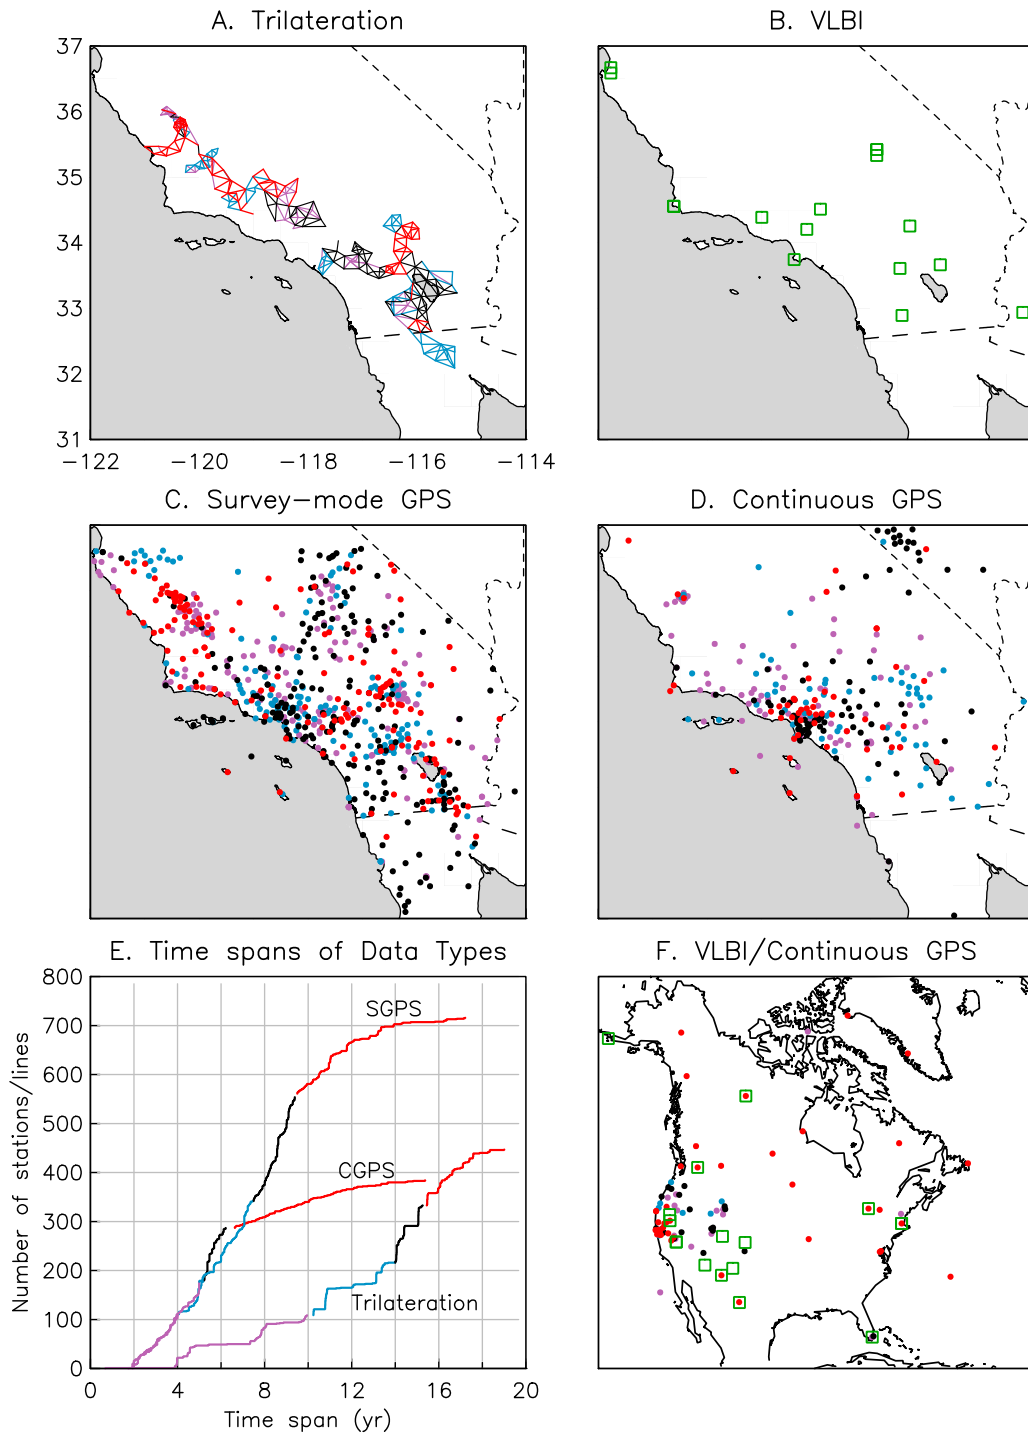 A. Trilateration
B. VLBI
37
36
35
34
33
32
31
−122
−120
−118
−116
−114
C. Survey−mode GPS
D. Continuous GPS
E. Time spans of Data Types
F. VLBI/Continuous GPS
Number of stations/lines
800
700
600
500
400
300
200
100
0
SGPS
CGPS
Trilateration
0
4
8
12
16
20
Time span (yr)